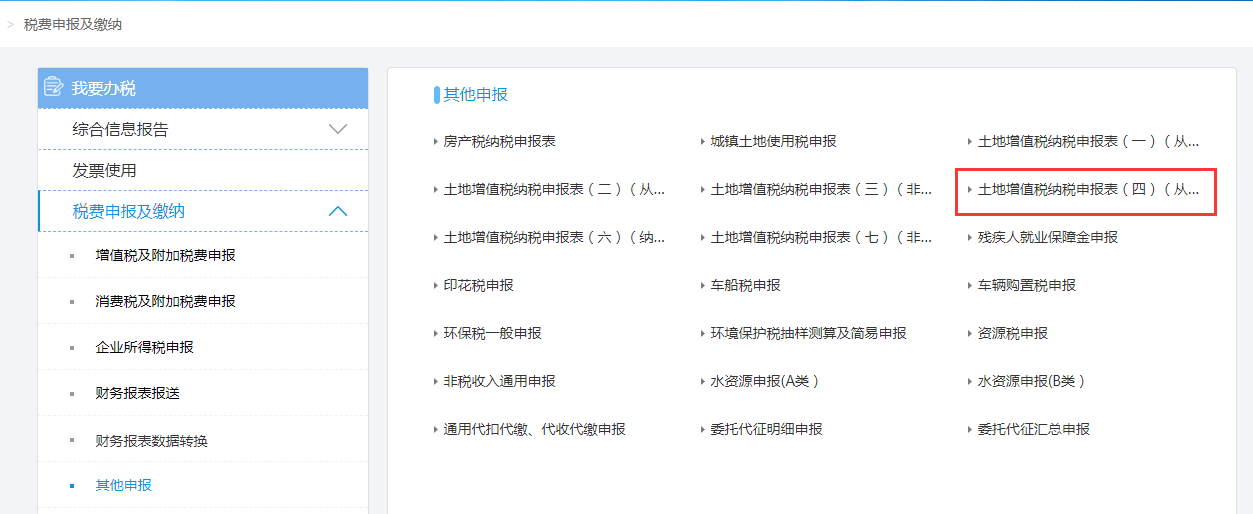 > 税费申报及缴纳
我要办税
综合信息报告
发票使用
税费申报及缴纳
增值税及附加税费申报
消费税及附加税费申报
企业所得税申报
财务报表报送
财务报表数据转换
其他申报
其他申报
房产税纳税申报表 城镇土地使用税申报 土地增值税纳税申报表（一）（从...
土地增值税纳税申报表（二）（从... 土地增值税纳税申报表（三）（非... 土地增值税纳税申报表（四）（从...
土地增值税纳税申报表（六）（纳... 土地增值税纳税申报表（七）（非... 残疾人就业保障金申报
印花税申报 车船税申报 车辆购置税申报
环保税一般申报 环境保护税抽样测算及简易申报 资源税申报
非税收入通用申报 水资源申报(A类） 水资源申报(B类）
通用代扣代缴、代收代缴申报 委托代征明细申报 委托代征汇总申报